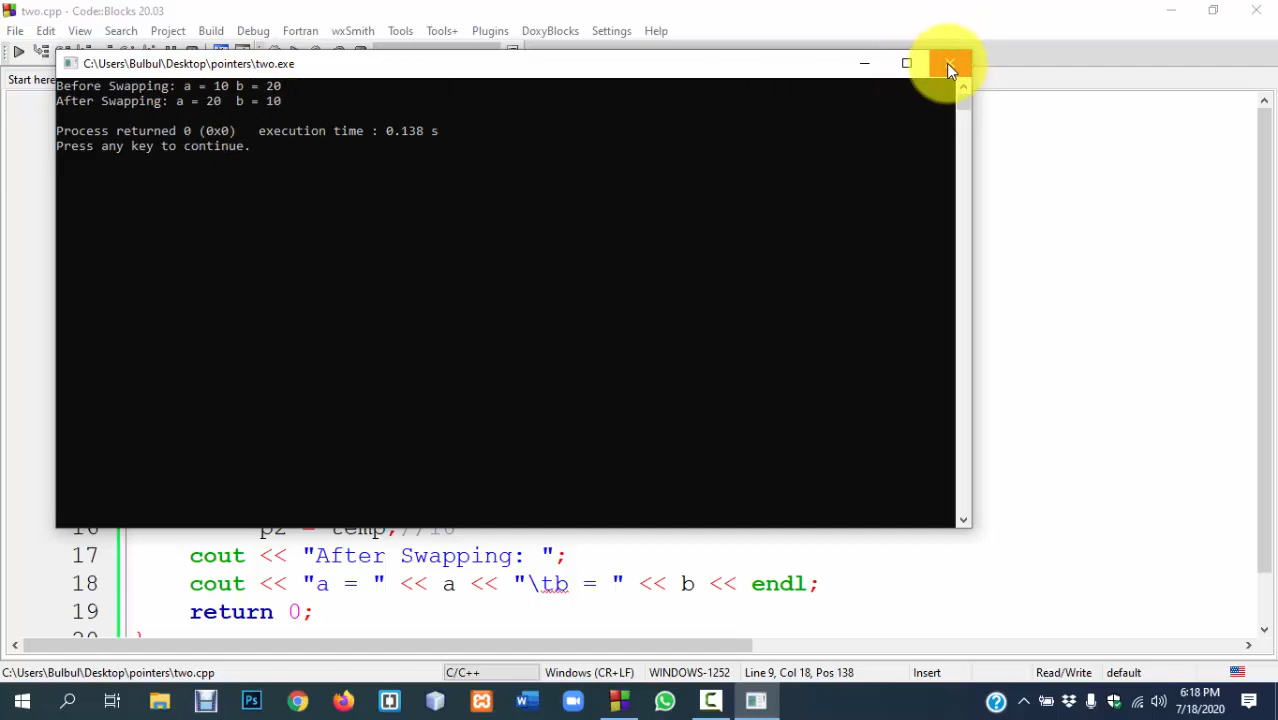 two.cpp - Code::Blocks 20.03
File Edit View Search Project Build Debug Fortran wxSmith Tools Tools+ Plugins DoxyBlocks Settings Help
C:\Users\Bulbul\Desktop\pointers\two.exe
Start here
Before Swapping: a = 10 b = 20
After Swapping: a = 20  b = 10
Process returned 0 (0x0)   execution time : 0.138 s
Press any key to continue.
17 cout << "After Swapping: ";
18 cout << "a = " << a << "\tb = " << b << endl;
19 return 0;
C:\Users\Bulbul\Desktop\pointers\two.cpp C/C++ Windows (CR+LF) WINDOWS-1252 Line 9, Col 18, Pos 138 Insert Read/Write default
6:18 PM
7/18/2020